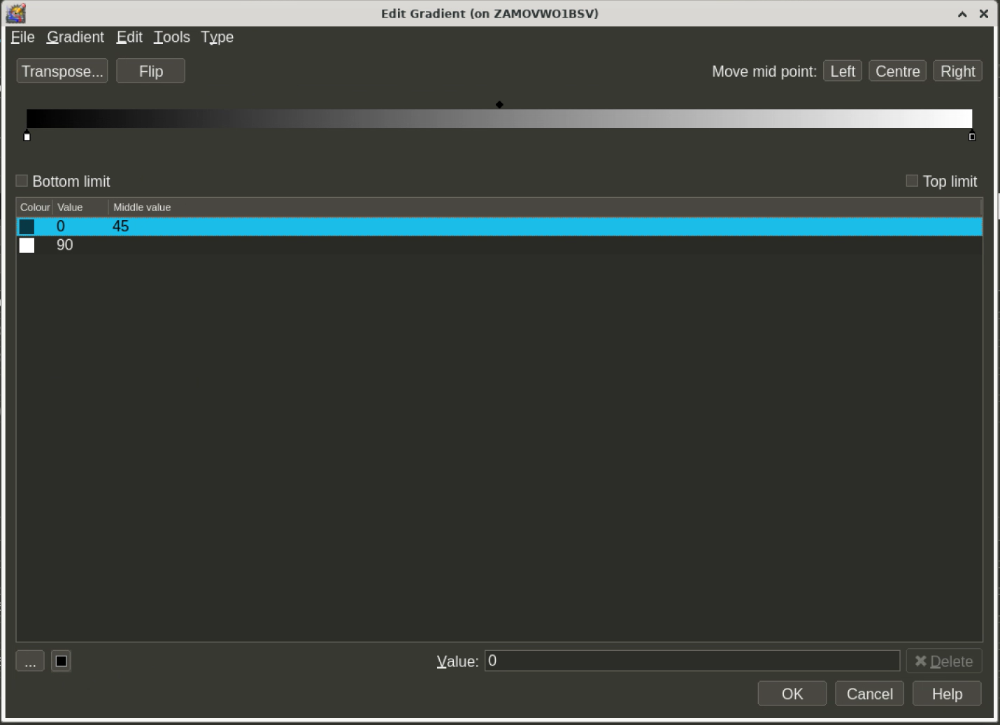 Edit Gradient (on ZAMOVWO1BSV)
File Gradient Edit Tools Type
Transpose... Flip Move mid point: Left Centre Right
Bottom limit Top limit
Colour Value Middle value
0 45
90
... Value: 0 Delete
OK Cancel Help